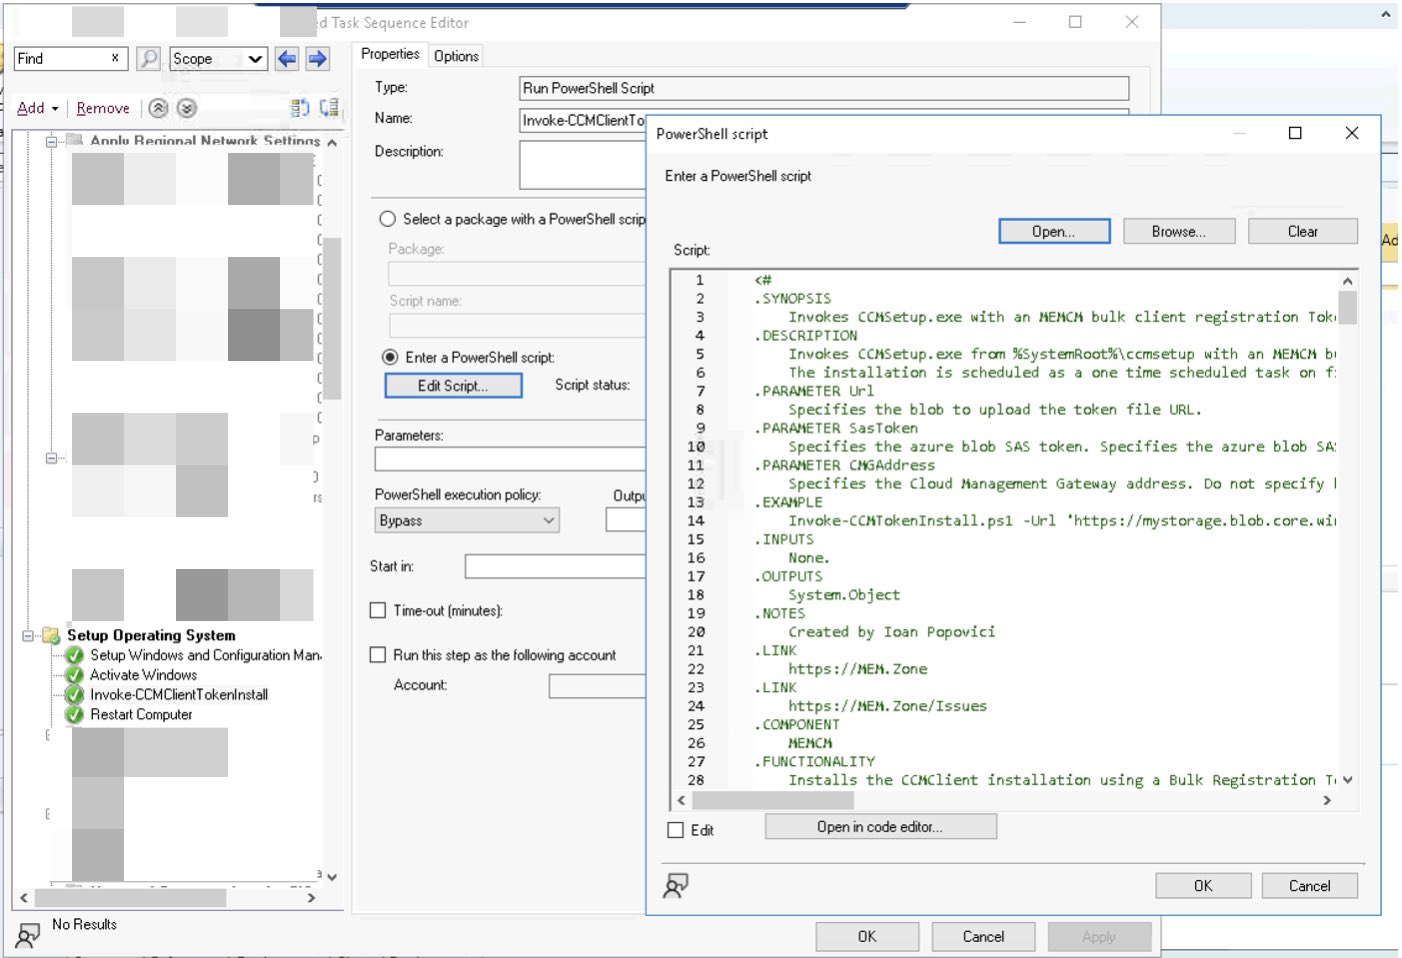 d Task Sequence Editor
Find x
Scope
Add
Remove
Apply Regional Network Settings
Setup Operating System
Setup Windows and Configuration Man
Activate Windows
Invoke-CCMClientTokenInstall
Restart Computer
No Results
Properties
Options
Type:
Run PowerShell Script
Name:
Invoke-CCMClientTo
Description:
Select a package with a PowerShell scrip
Package:
Script name:
Enter a PowerShell script:
Edit Script...
Script status:
Parameters:
PowerShell execution policy:
Outpu
Bypass
Start in:
Time-out (minutes):
Run this step as the following account
Account:
OK
Cancel
Apply
PowerShell script
Enter a PowerShell script
Open...
Browse...
Clear
Script:
1 <#
2 .SYNOPSIS
3 Invokes CCMSetup.exe with an MEMCM bulk client registration Tok
4 .DESCRIPTION
5 Invokes CCMSetup.exe from %SystemRoot%\ccmsetup with an MEMCM b
6 The installation is scheduled as a one time scheduled task on f
7 .PARAMETER Url
8 Specifies the blob to upload the token file URL.
9 .PARAMETER SasToken
10 Specifies the azure blob SAS token. Specifies the azure blob SA
11 .PARAMETER CMGAddress
12 Specifies the Cloud Management Gateway address. Do not specify
13 .EXAMPLE
14 Invoke-CCMTokenInstall.ps1 -Url 'https://mystorage.blob.core.wi
15 .INPUTS
16 None.
17 .OUTPUTS
18 System.Object
19 .NOTES
20 Created by Ioan Popovici
21 .LINK
22 https://MEM.Zone
23 .LINK
24 https://MEM.Zone/Issues
25 .COMPONENT
26 MEMCM
27 .FUNCTIONALITY
28 Installs the CCMClient installation using a Bulk Registration T
Edit
Open in code editor...
OK
Cancel
Ad